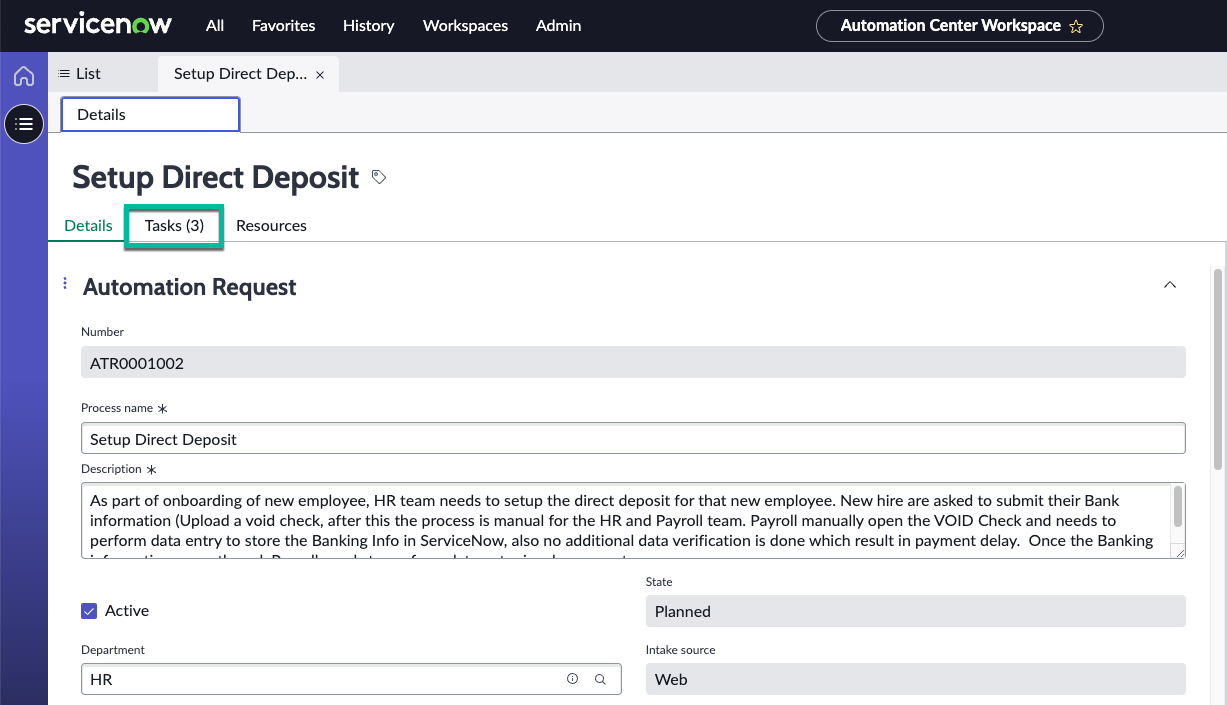 servicenow All Favorites History Workspaces Admin Automation Center Workspace
List Setup Direct Dep...
Details
Setup Direct Deposit
Details Tasks (3) Resources
Automation Request
Number
ATR0001002
Process name
Setup Direct Deposit
Description
As part of onboarding of new employee, HR team needs to setup the direct deposit for that new employee. New hire are asked to submit their Bank
information (Upload a void check, after this the process is manual for the HR and Payroll team. Payroll manually open the VOID Check and needs to
perform data entry to store the Banking Info in ServiceNow, also no additional data verification is done which result in payment delay. Once the Banking
State
Active
Planned
Department
Intake source
HR
Web